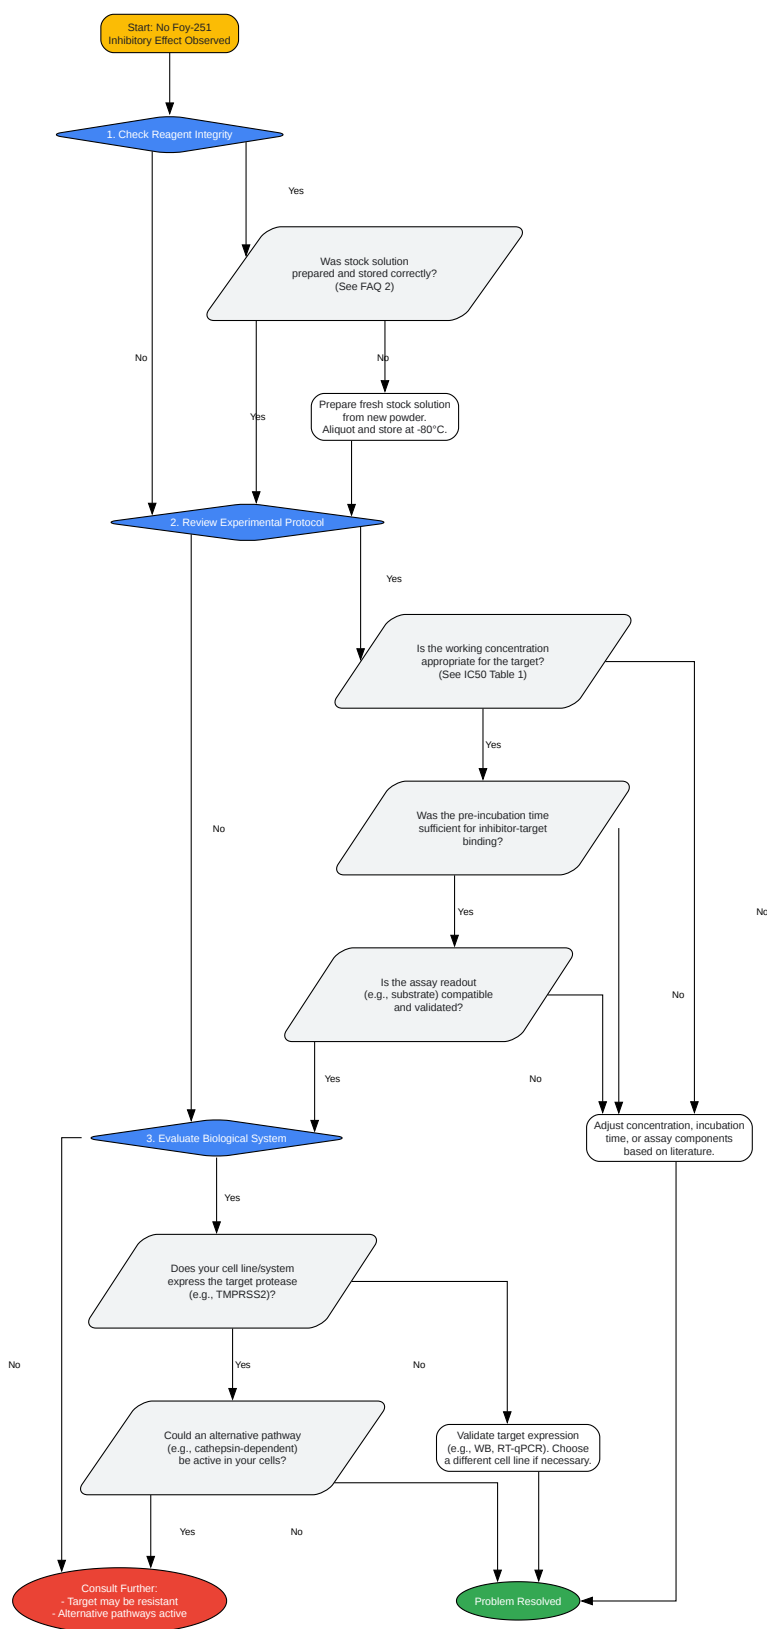 Start: No Foy-251
Inhibitory Effect Observed
1. Check Reagent Integrity
Yes
Was stock solution
prepared and stored correctly?
(See FAQ 2)
No
No
Prepare fresh stock solution
from new powder.
Aliquot and store at -80°C.
Yes
2. Review Experimental Protocol
Yes
Is the working concentration
appropriate for the target?
(See IC50 Table 1)
Yes
Was the pre-incubation time
sufficient for inhibitor-target
binding?
No
Yes
No
Is the assay readout
(e.g., substrate) compatible
and validated?
No
Yes
No
Adjust concentration, incubation
time, or assay components
based on literature.
3. Evaluate Biological System
Yes
Does your cell line/system
express the target protease
(e.g., TMPRSS2)?
No
Yes
No
Could an alternative pathway
(e.g., cathepsin-dependent)
be active in your cells?
Validate target expression
(e.g., WB, RT-qPCR). Choose
a different cell line if necessary.
Yes
No
Consult Further:
- Target may be resistant
- Alternative pathways active
Problem Resolved